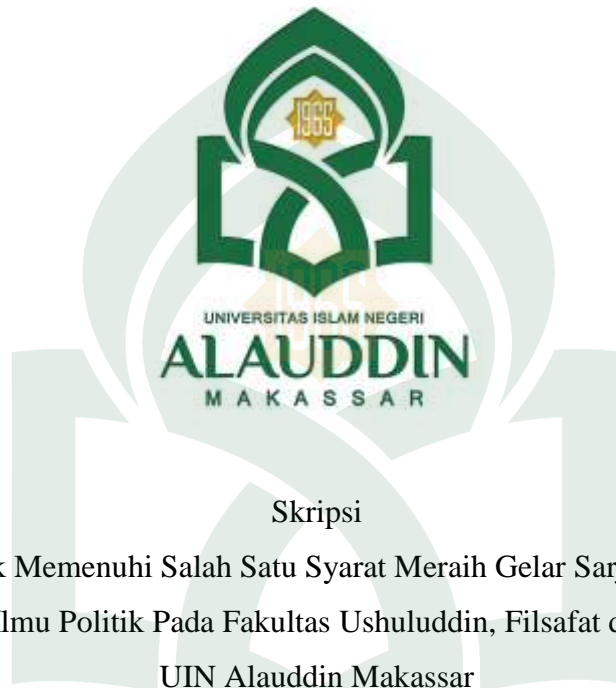 1965
UNIVERSITAS ISLAM NEGERI
ALAUDDIN
MAKASSAR
Skripsi
Memenuhi Salah Satu Syarat Meraih Gelar
Politik Pada Fakultas Ushuluddin, Filsafat
UIN Alauddin Makassar